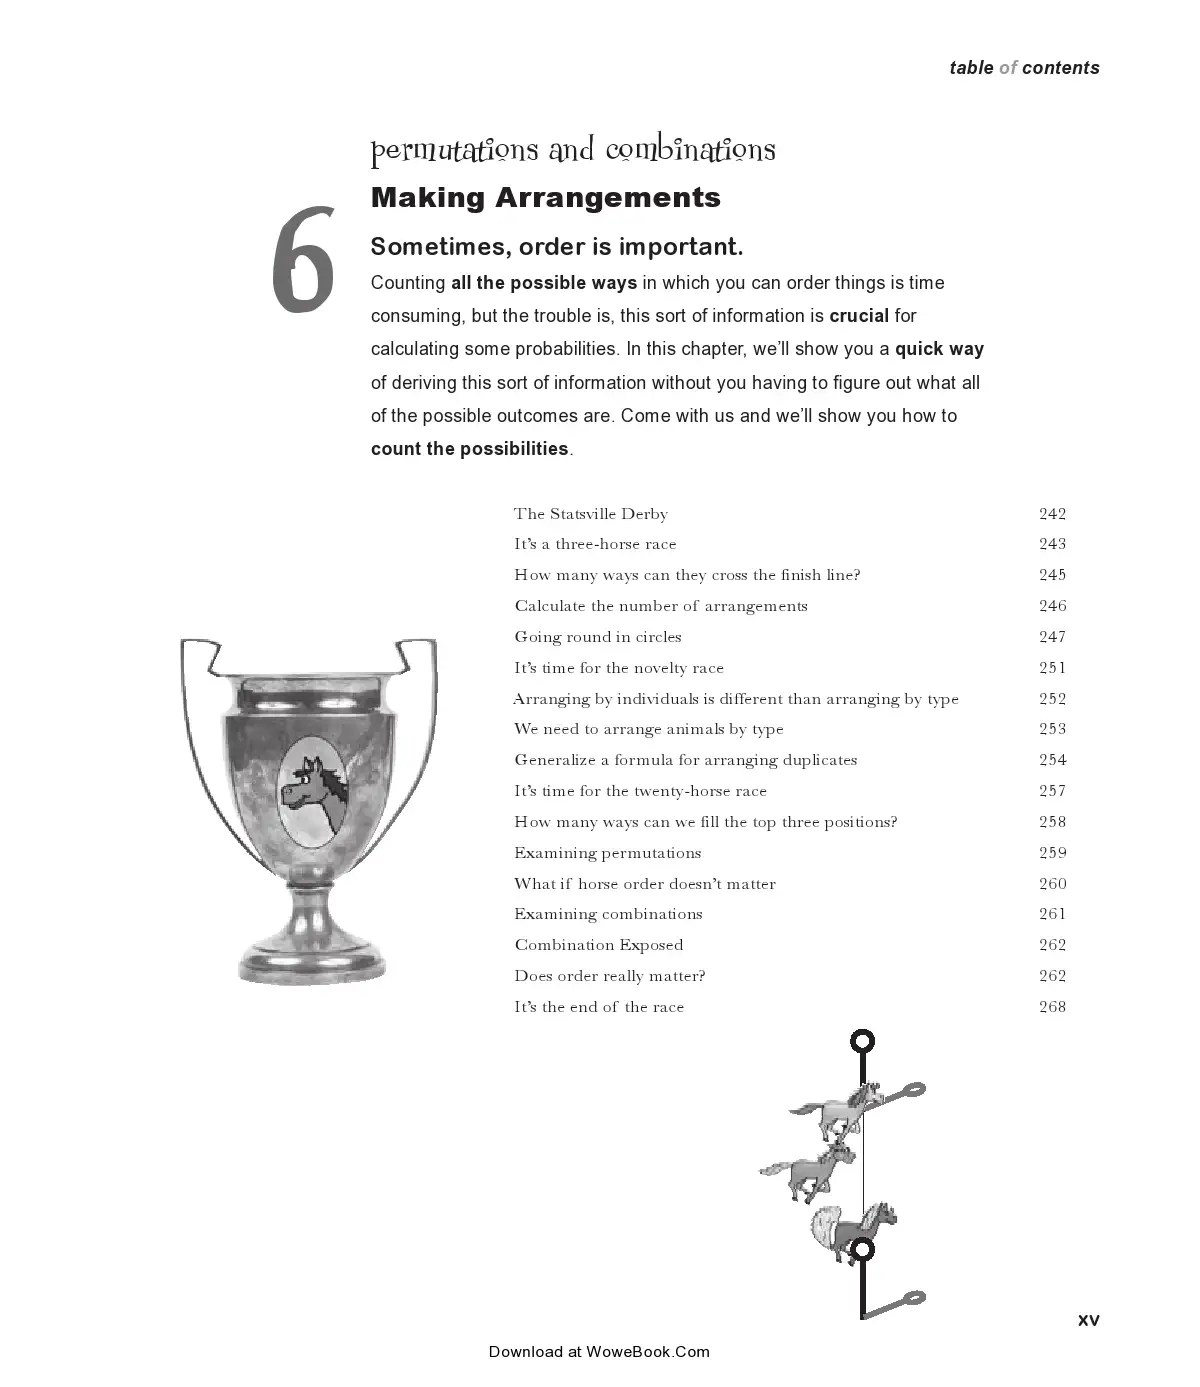 table of contents
permutations and combinations
Making Arrangements
6
Sometimes, order is important.
Counting all the possible ways in which you can order things is time
consuming, but the trouble is, this sort of information is crucial for
calculating some probabilities. In this chapter, we’ll show you a quick way
of deriving this sort of information without you having to figure out what all
of the possible outcomes are. Come with us and we’ll show you how to
count the possibilities.
The Statsville Derby 242
It’s a three-horse race 243
How many ways can they cross the finish line? 245
Calculate the number of arrangements 246
Going round in circles 247
It’s time for the novelty race 251
Arranging by individuals is different than arranging by type 252
We need to arrange animals by type 253
Generalize a formula for arranging duplicates 254
It’s time for the twenty-horse race 257
How many ways can we fill the top three positions? 258
Examining permutations 259
What if horse order doesn’t matter 260
Examining combinations 261
Combination Exposed 262
Does order really matter? 262
It’s the end of the race 268
xv
Download at WoweBook.Com